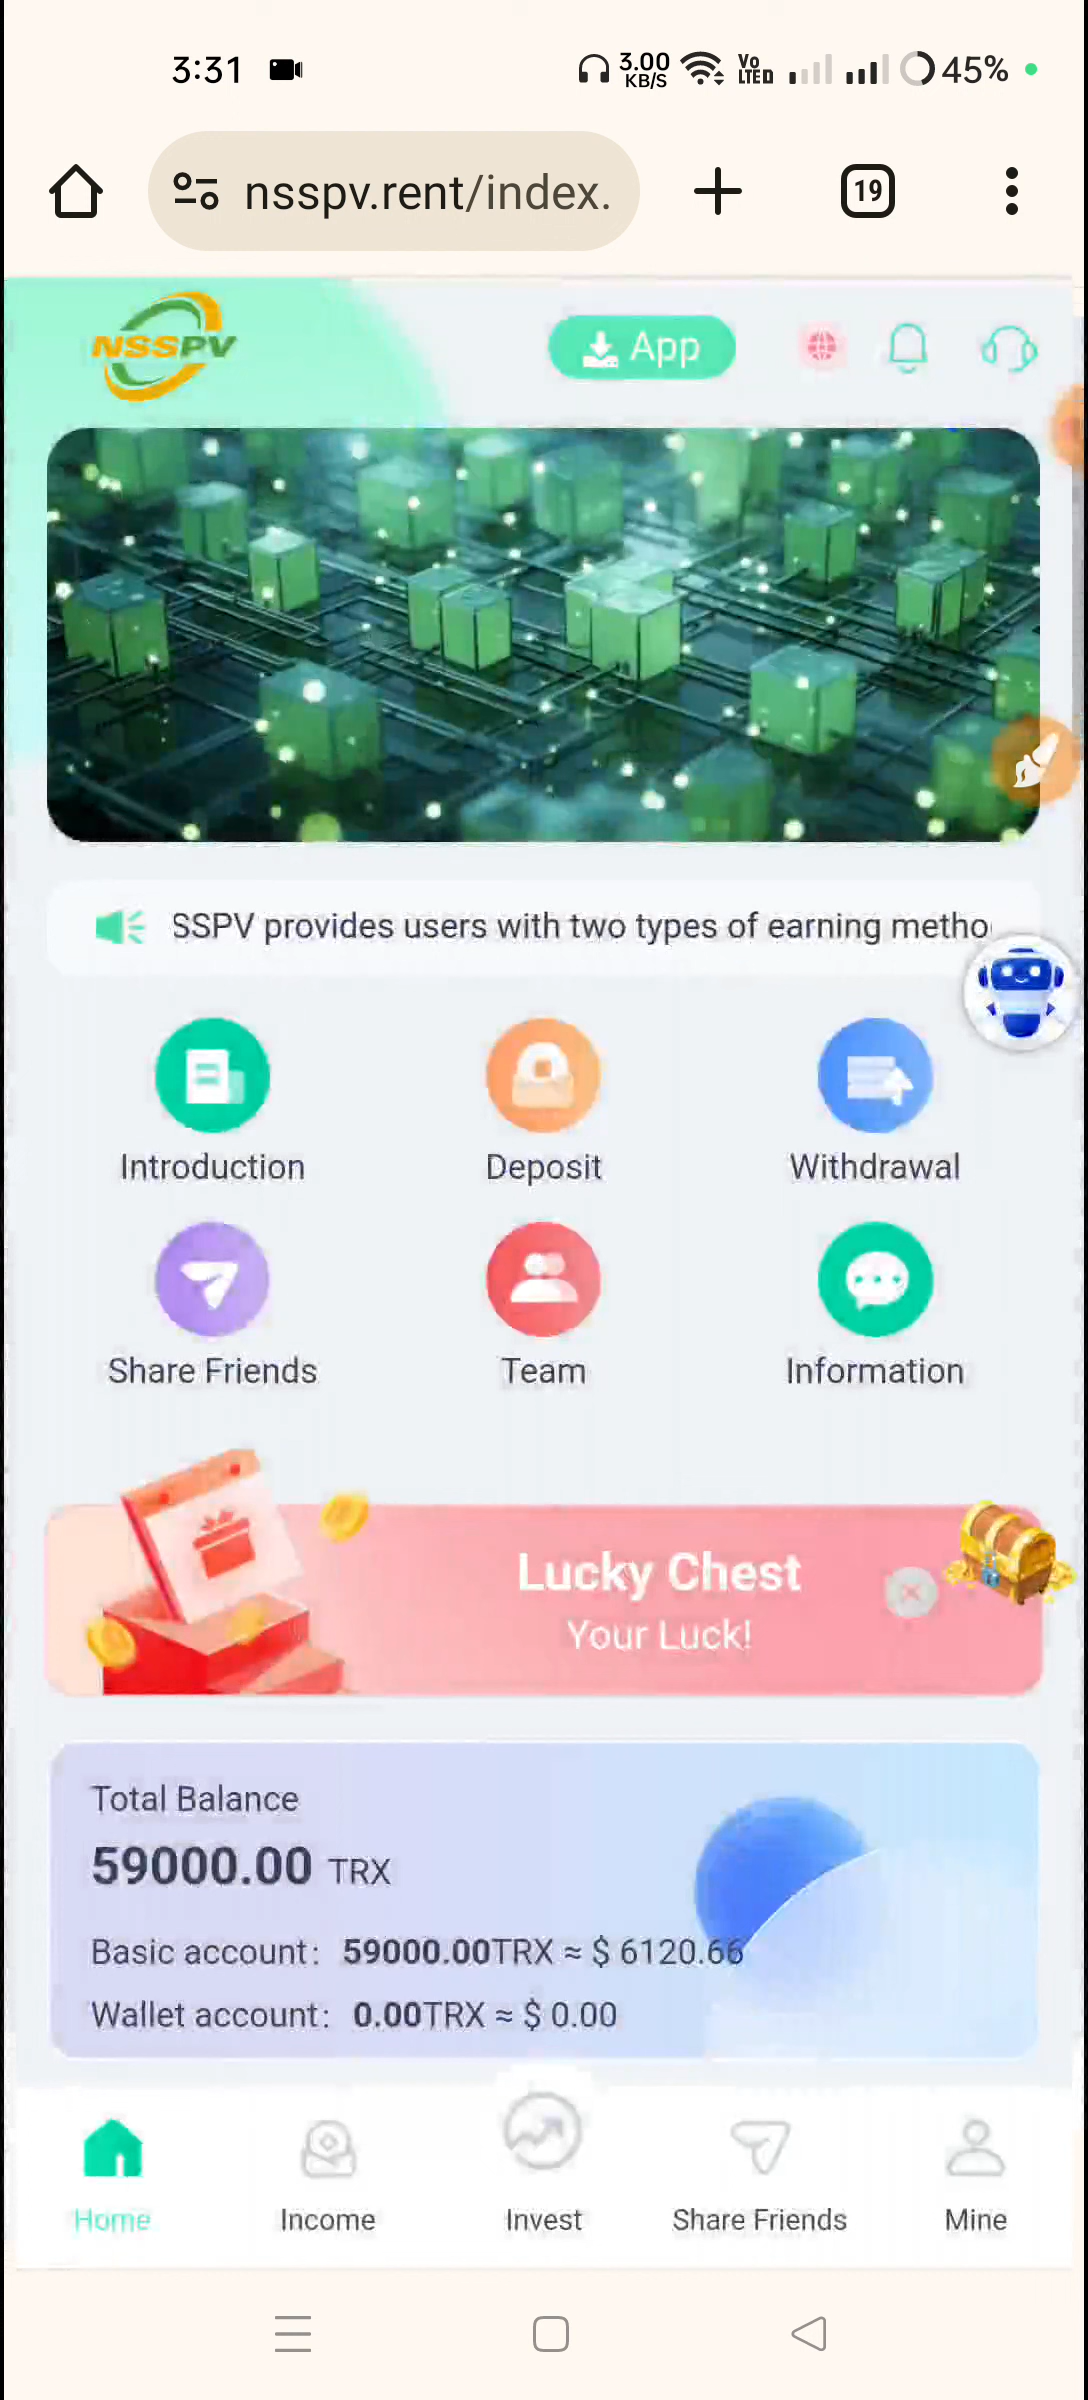 3:31 3.00 KB/S Vo LTED 45%
nsspv.rent/index. 19
NSSPV App
SSPV provides users with two types of earning metho
Introduction Deposit Withdrawal
Share Friends Team Information
Lucky Chest
Your Luck!
Total Balance
59000.00 TRX
Basic account: 59000.00TRX ≈ $ 6120.66
Wallet account: 0.00TRX ≈ $ 0.00
Home Income Invest Share Friends Mine